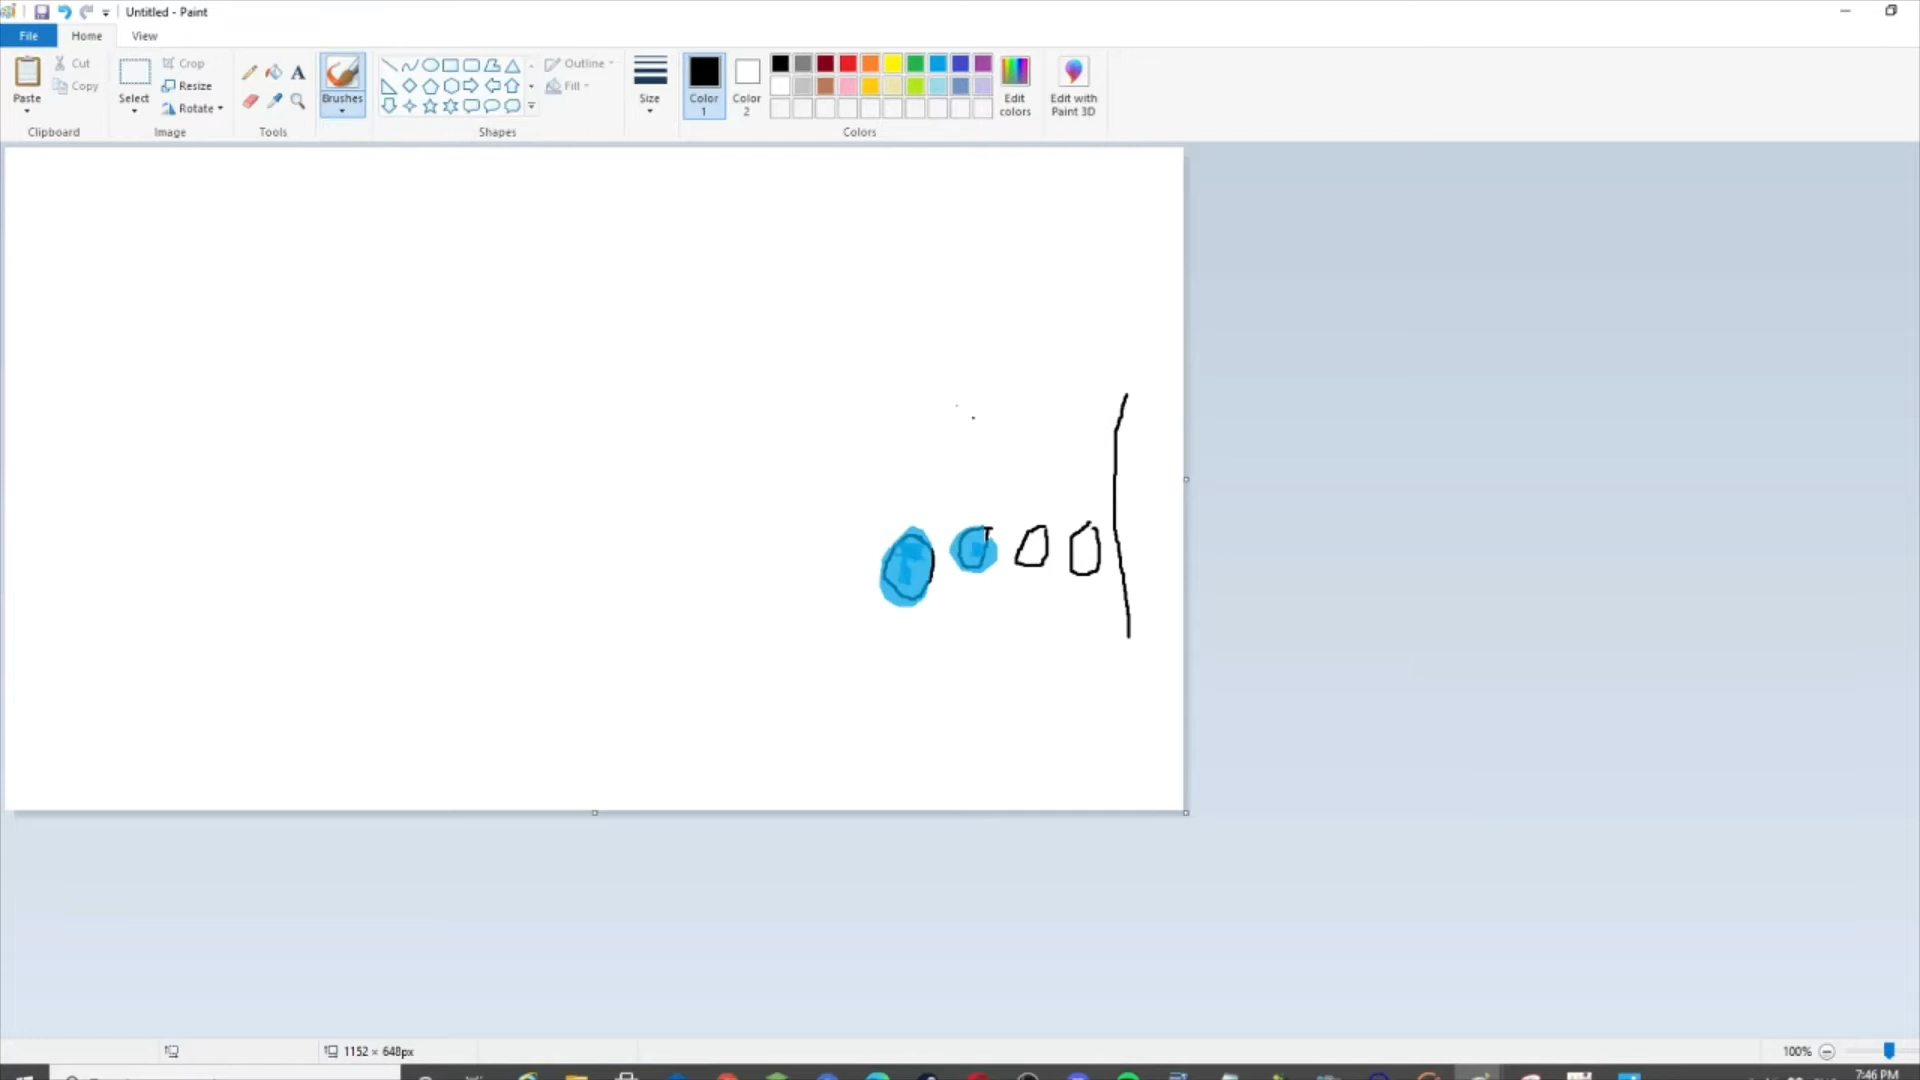 Untitled - Paint
File Home View
Paste
Cut
Copy
Clipboard
Select
Crop
Resize
Rotate
Image
A
Tools
Brushes
Outline
Fill
Shapes
Size
Color 1
Color 2
Edit colors
Colors
Edit with Paint 3D
1152 × 648px
100%
7:46 PM